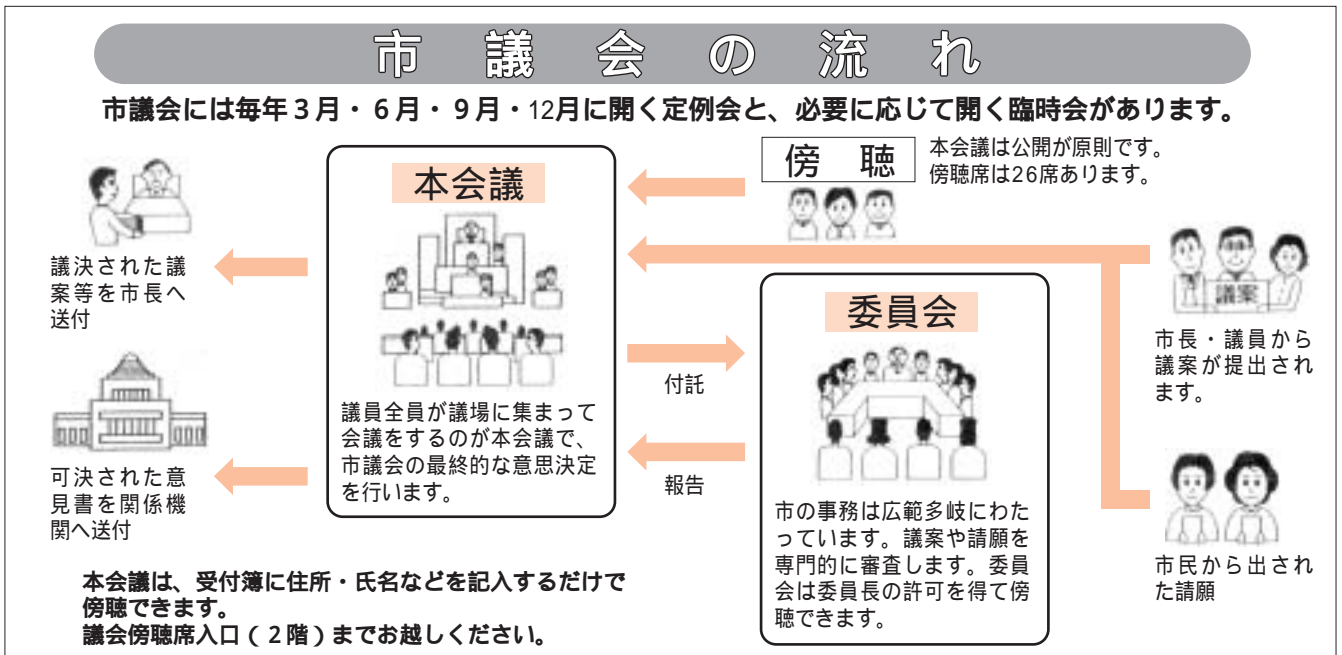 市議会の流れ
市議会には毎年３月・６月・９月・12月に開く定例会と、必要に応じて開く臨時会があります。
傍聴
本会議は公開が原則です。
傍聴席は26席あります。
本会議
議員全員が議場に集まって
会議をするのが本会議で、
市議会の最終的な意思決定
を行います。
議決された議
案等を市長へ
送付
可決された意
見書を関係機
関へ送付
付託
報告
委員会
市の事務は広範多岐にわた
っています。議案や請願を
専門的に審査します。委員
会は委員長の許可を得て傍
聴できます。
議案
市長・議員から
議案が提出され
ます。
市民から出され
た請願
本会議は、受付簿に住所・氏名などを記入するだけで
傍聴できます。
議会傍聴席入口（２階）までお越しください。